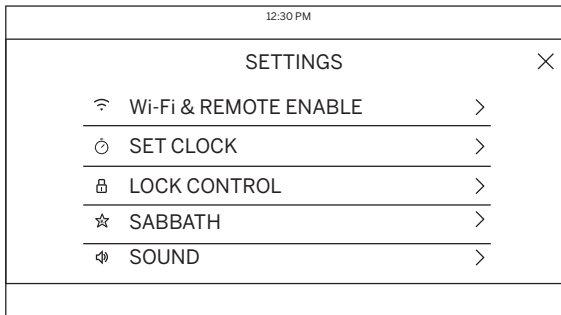 12:30 PM
SETTINGS
Wi-Fi & REMOTE ENABLE
SET CLOCK
LOCK CONTROL
SABBATH
SOUND